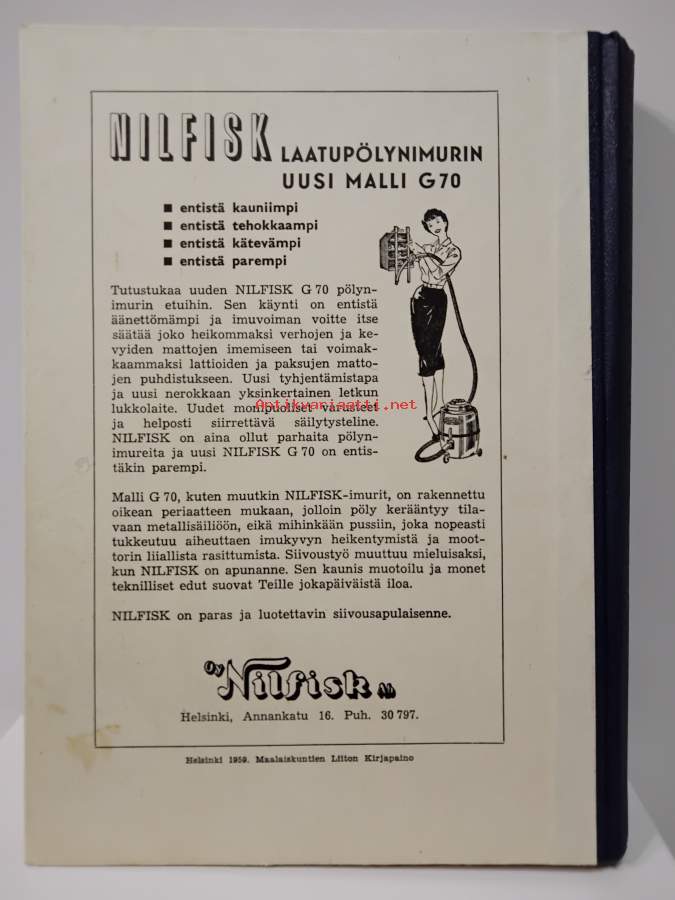 NILFISK LAATUPÖLYNIMURIN
UUSI MALLI G 70
■ entistä kauniimpi
■ entistä tehokkaampi
■ entistä kätevämpi
■ entistä parempi
Tutustukaa uuden NILFISK G 70 pölyn-
imurin etuihin. Sen käynti on entistä
äänettömämpi ja imuvoiman voitte itse
säätää joko heikommaksi verhojen ja ke-
vyiden mattojen imemiseen tai voimak-
kaammaksi lattioiden ja paksujen matto-
jen puhdistukseen. Uusi tyhjentämistapa
ja uusi nerokkaan yksinkertainen letkun
lukkolaite. Uudet monipuoliset varusteet
Antikvariaatti.net
ja helposti siirrettävä säilytysteline.
NILFISK on aina ollut parhaita pölyn-
imureita ja uusi NILFISK G 70 on entis-
täkin parempi.
Malli G 70, kuten muutkin NILFISK-imurit, on rakennettu
oikean periaatteen mukaan, jolloin pöly kerääntyy tila-
vaan metallisäiliöön, eikä mihinkään pussiin, joka nopeasti
tukkeutuu aiheuttaen imukyvyn heikentymistä ja moot-
torin liiallista rasittumista. Siivoustyö muuttuu mieluisaksi,
kun NILFISK on apunanne. Sen kaunis muotoilu ja monet
teknilliset edut suovat Teille jokapäiväistä iloa.
NILFISK on paras ja luotettavin siivousapulaisenne.
Oy Nilfisk AB
Helsinki, Annankatu 16. Puh. 30 797.
Helsinki 1959. Maalaiskuntien Liiton Kirjapaino